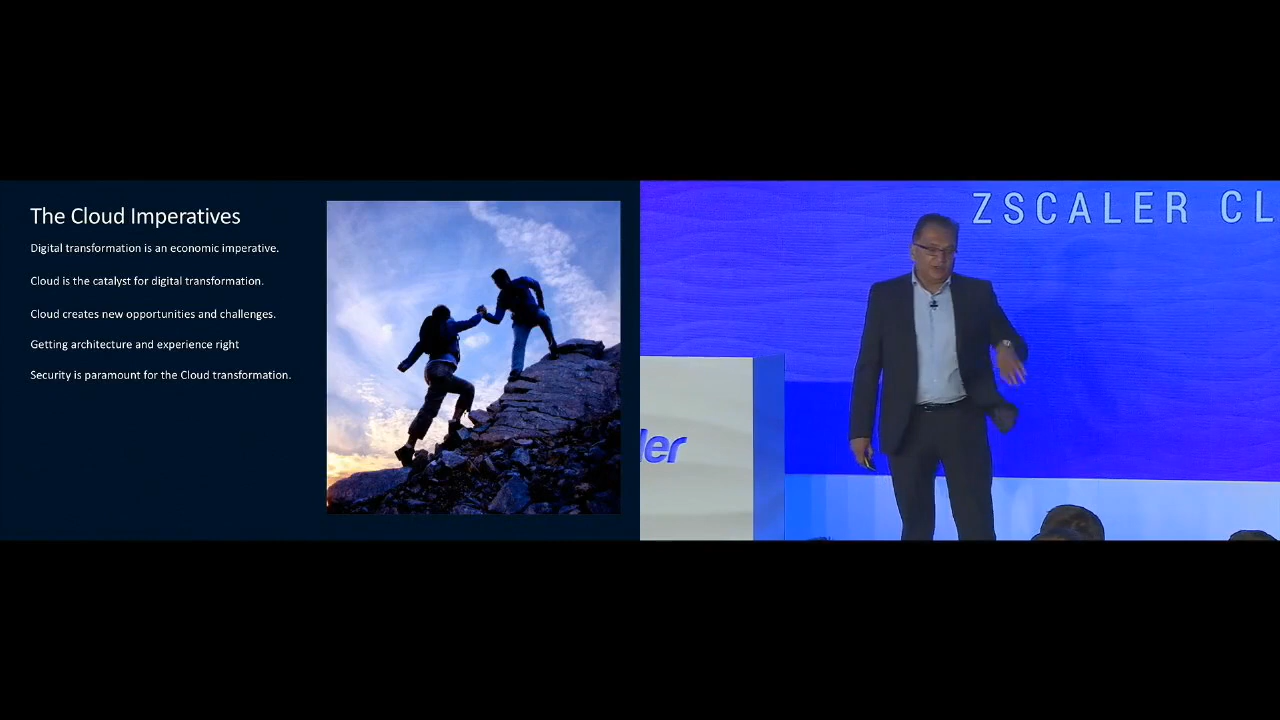 The Cloud Imperatives
Digital transformation is an economic imperative.
Cloud is the catalyst for digital transformation.
Cloud creates new opportunities and challenges.
Getting architecture and experience right
Security is paramount for the Cloud transformation.
ZSCALER CL
ler